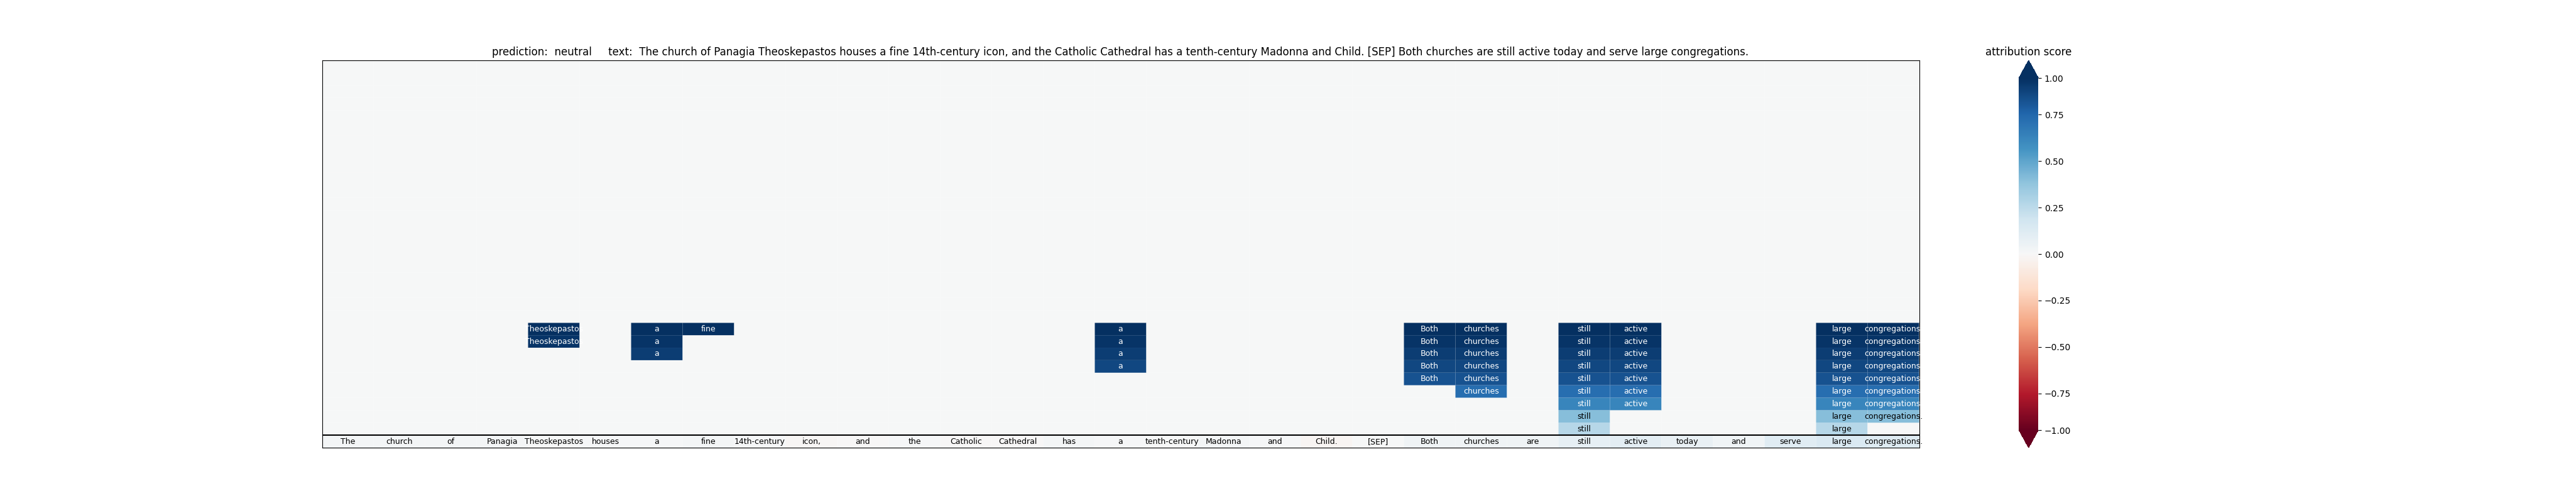 prediction:  neutral     text:  The church of Panagia Theoskepastos houses a fine 14th-century icon, and the Catholic Cathedral has a tenth-century Madonna and Child. [SEP] Both churches are still active today and serve large congregations.
attribution score
1.00
0.75
0.50
0.25
0.00
−0.25
−0.50
−0.75
−1.00
Theoskepastos a fine a Both churches still active large congregations.
Theoskepastos a a Both churches still active large congregations.
a a Both churches still active large congregations.
a Both churches still active large congregations.
Both churches still active large congregations.
churches still active large congregations.
still active large congregations.
still large congregations.
still large
The church of Panagia Theoskepastos houses a fine 14th-century icon, and the Catholic Cathedral has a tenth-century Madonna and Child. [SEP] Both churches are still active today and serve large congregations.